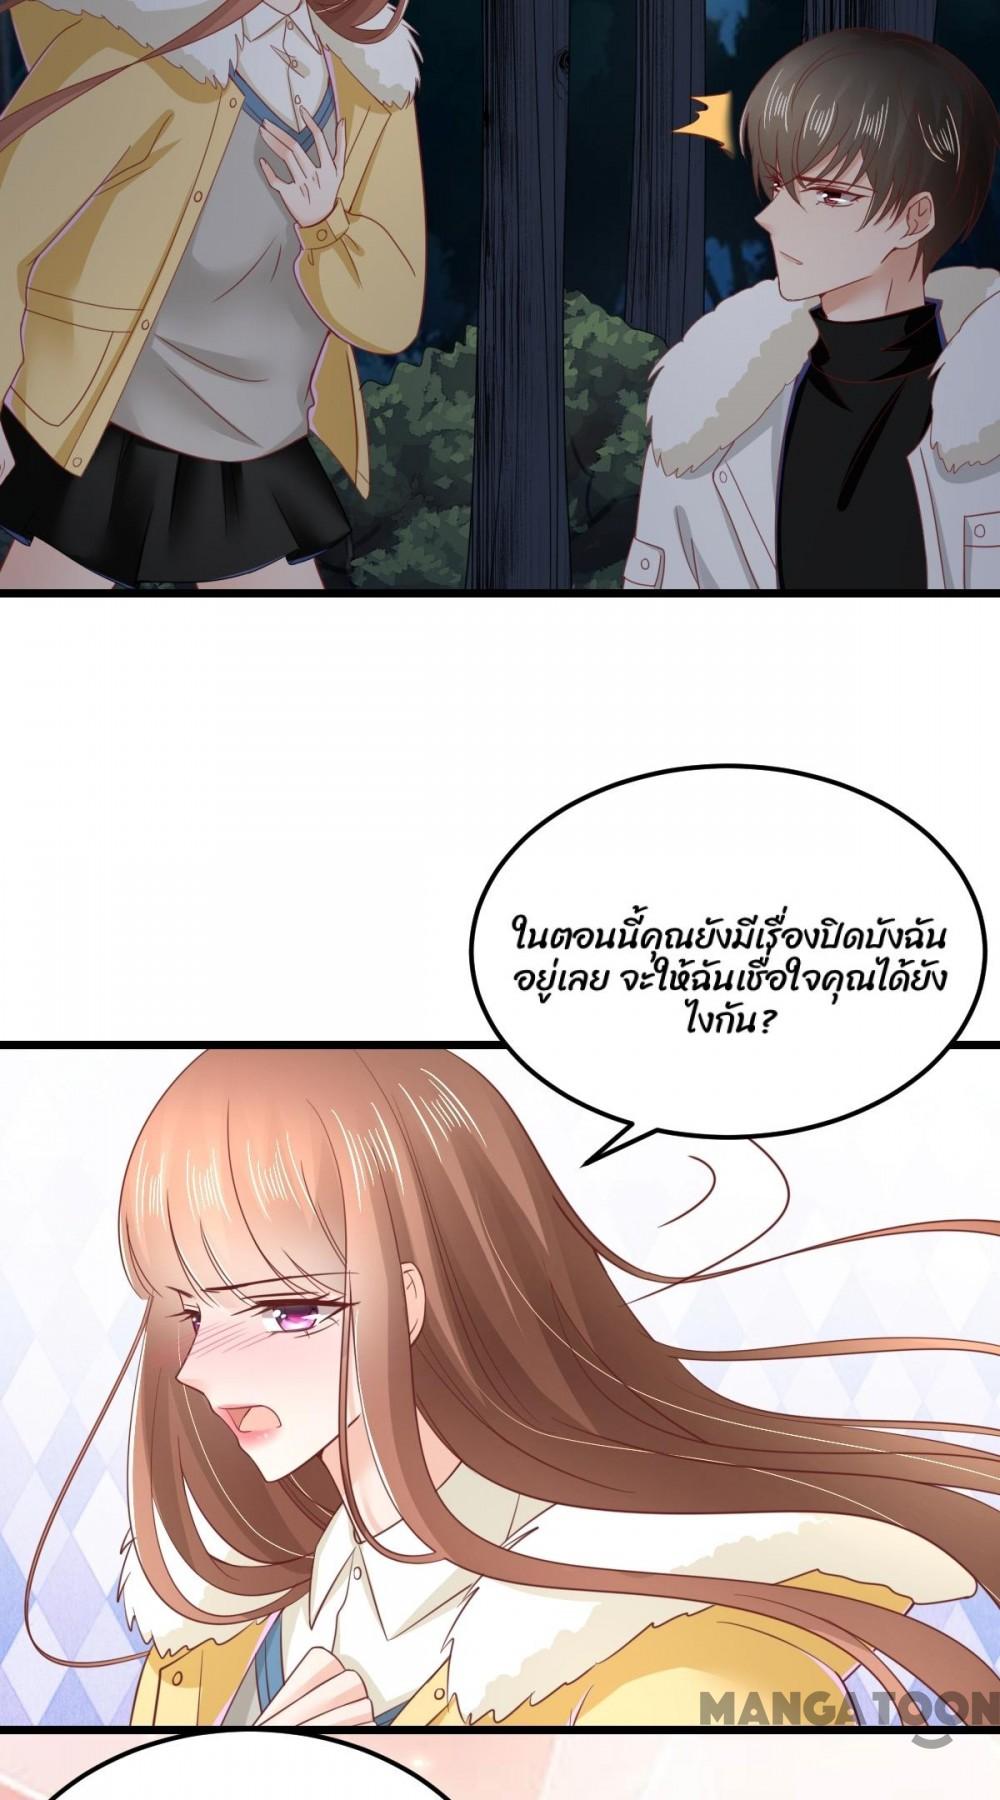 ในตอนนี้คุณยังมีเรื่องปิดบังฉัน
อยู่เลย จะให้ฉันเชื่อใจคุณได้ยัง
ไงกัน?
MANGATOON